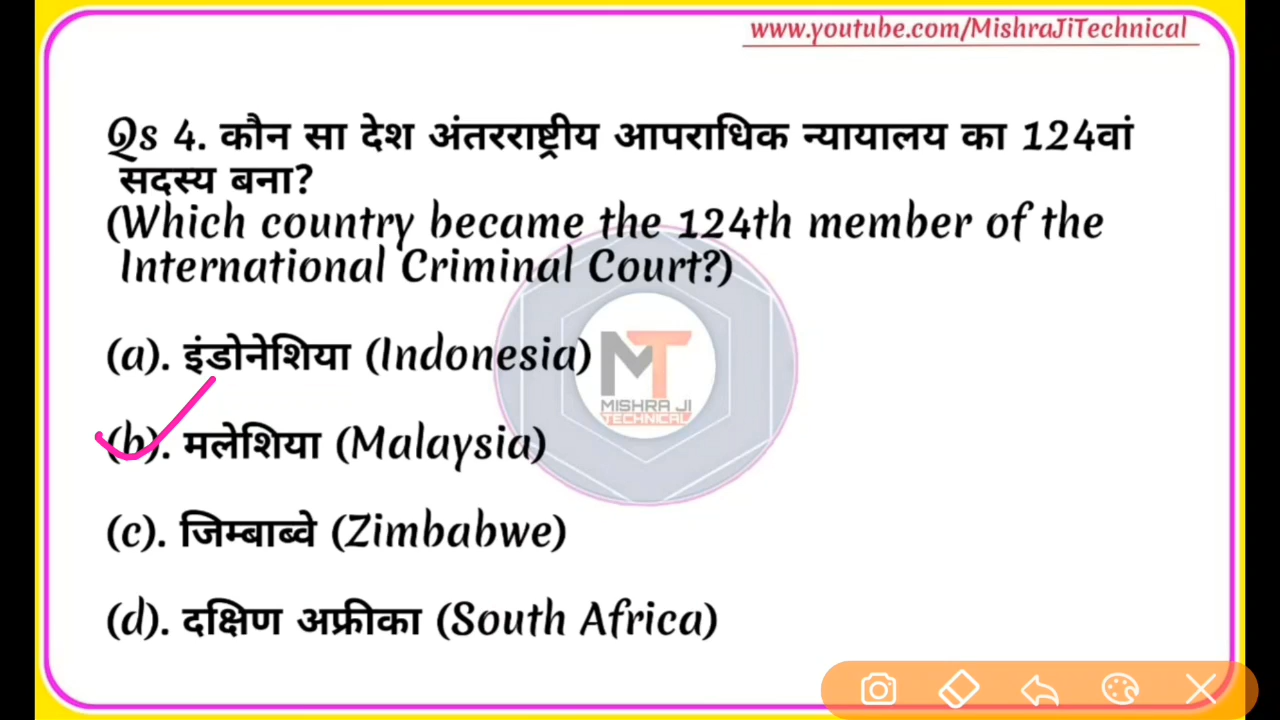 www.youtube.com/MishraJiTechnical
Qs 4. कौन सा देश अंतरराष्ट्रीय आपराधिक न्यायालय का 124वां
सदस्य बना?
(Which country became the 124th member of the
International Criminal Court?)
(a). इंडोनेशिया (Indonesia)
MT
MISHRA JI
TECHNICAL
(b). मलेशिया (Malaysia)
(c). जिम्बाब्वे (Zimbabwe)
(d). दक्षिण अफ्रीका (South Africa)